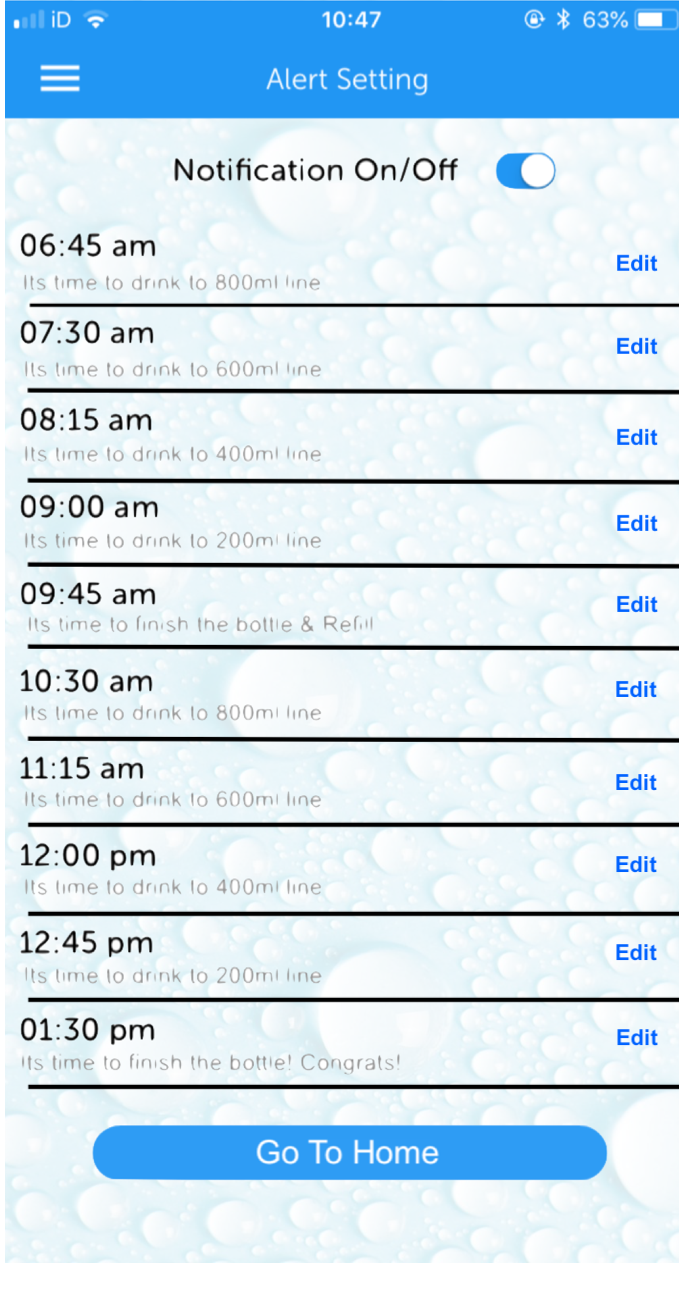 iD 10:47 63%
Alert Setting
Notification On/Off
06:45 am
Edit
Its time to drink to 800ml line
07:30 am
Edit
Its time to drink to 600ml line
08:15 am
Edit
Its time to drink to 400ml line
09:00 am
Edit
Its time to drink to 200ml line
09:45 am
Edit
Its time to finish the bottle & Refill
10:30 am
Edit
Its time to drink to 800ml line
11:15 am
Edit
Its time to drink to 600ml line
12:00 pm
Edit
Its time to drink to 400ml line
12:45 pm
Edit
Its time to drink to 200ml line
01:30 pm
Edit
Its time to finish the bottle! Congrats!
Go To Home